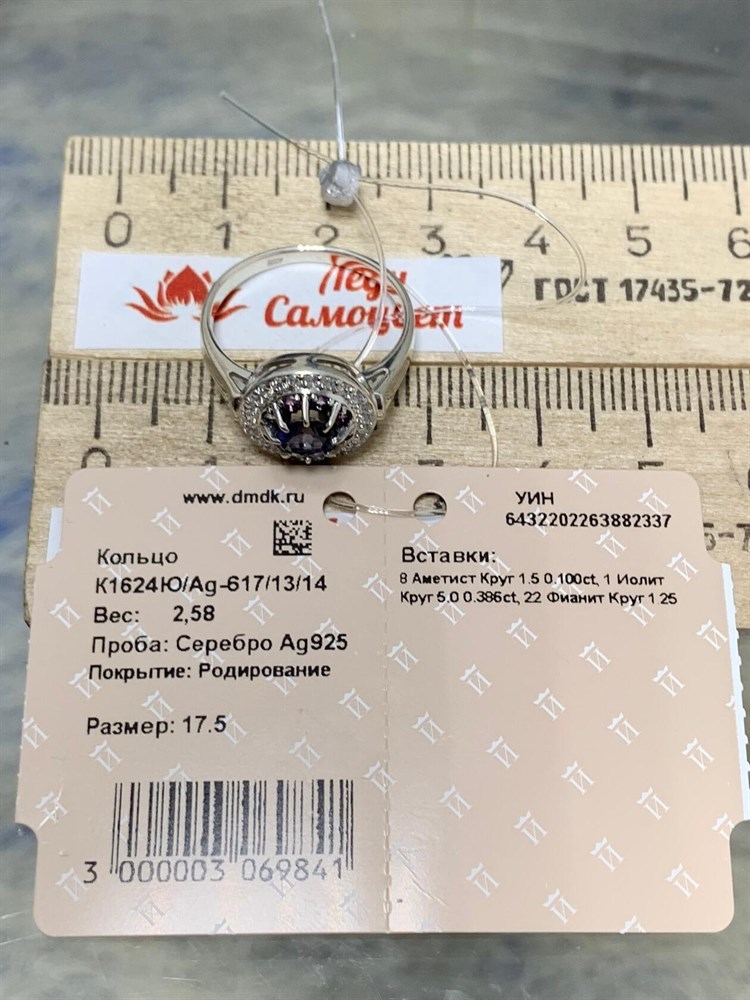 0 1 2 3 4 5 6
Леди
Самоцвет
ГОСТ 17435-72
0
www.dmdk.ru
УИН
6432202263882337
Кольцо
К1624Ю/Ag-617/13/14
Вес: 2,58
Проба: Серебро Ag925
Покрытие: Родирование
Размер: 17.5
Вставки:
8 Аметист Круг 1.5 0.100ct, 1 Иолит
Круг 5.0 0.386ct, 22 Фианит Круг 1 25
3 000003 069841